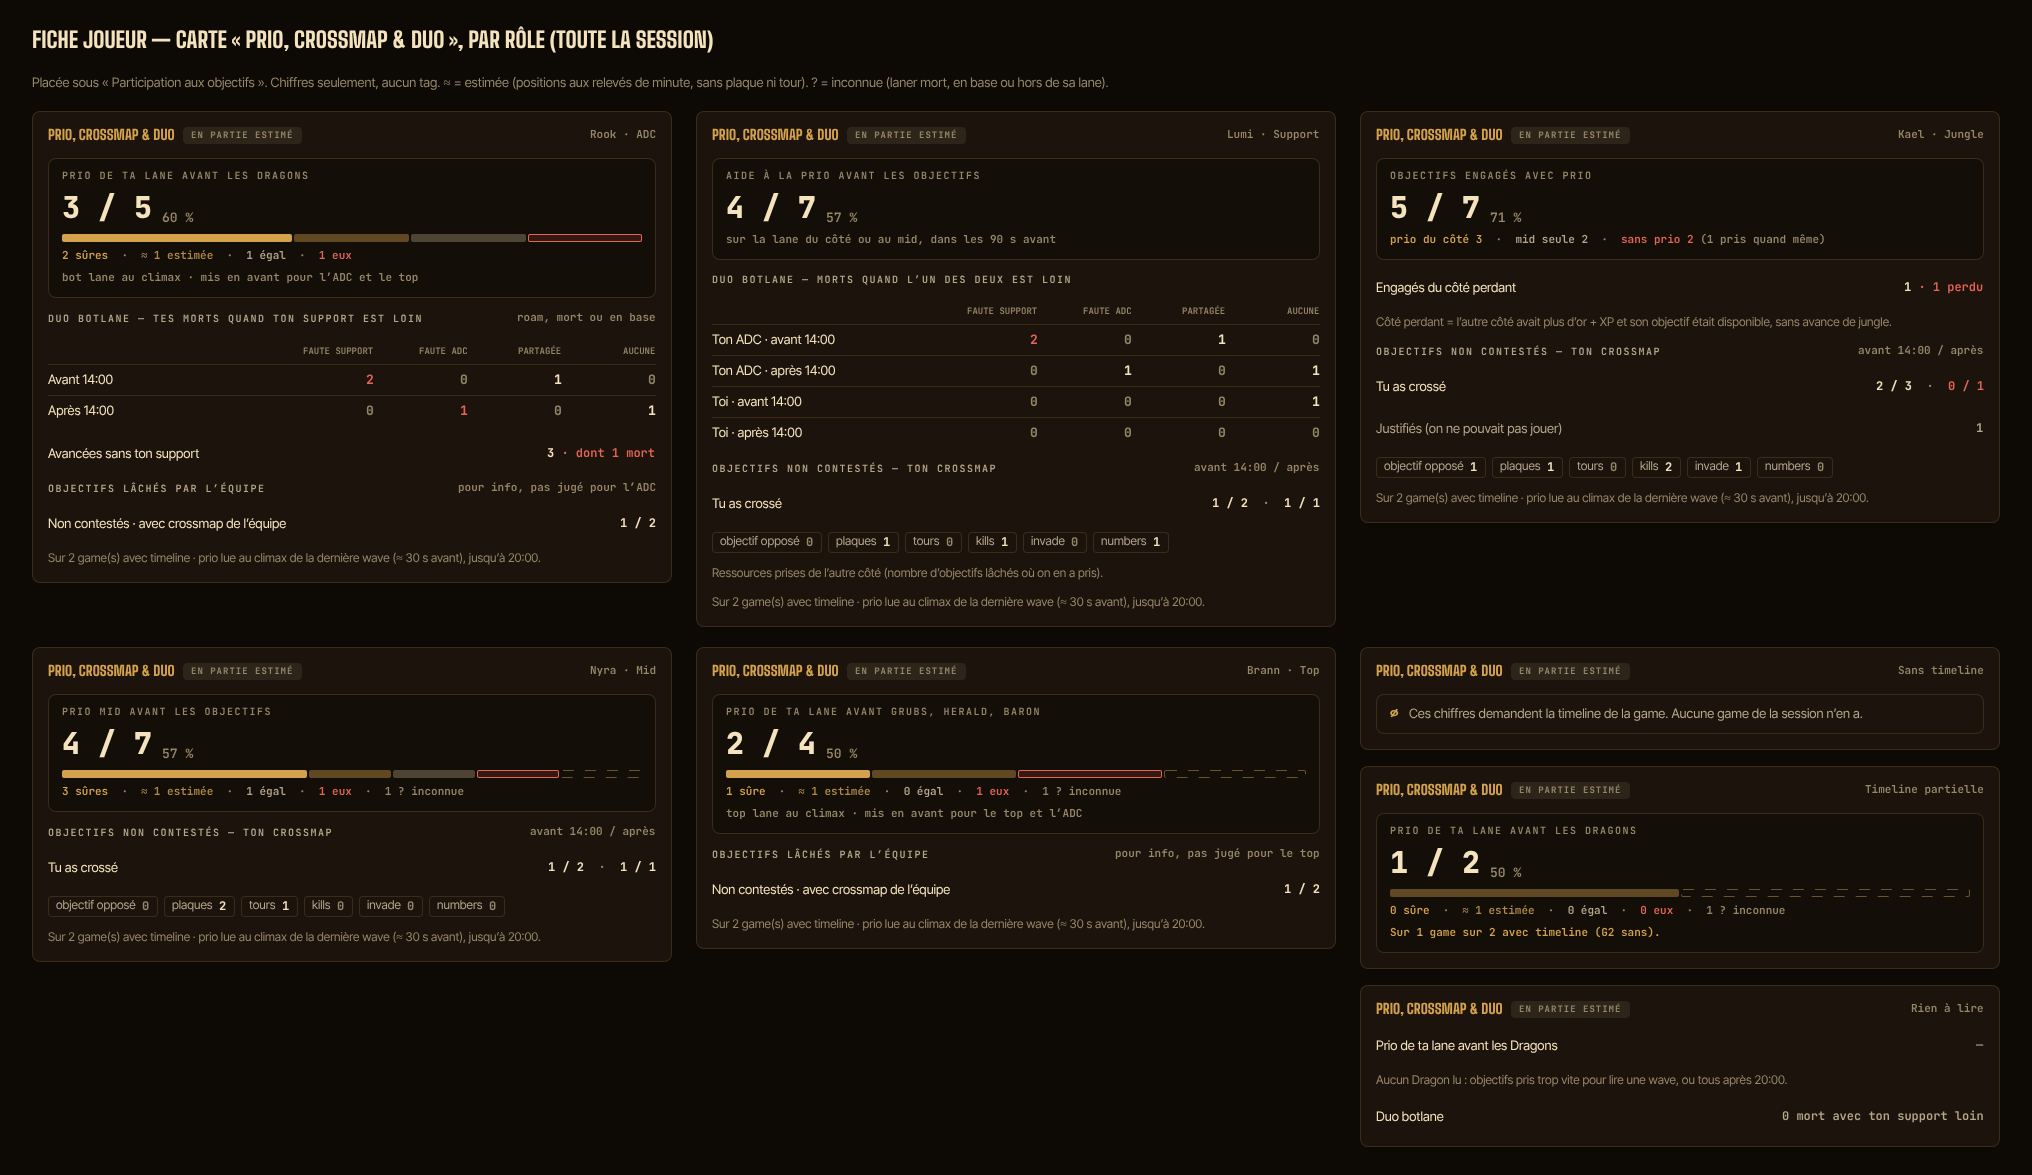 FICHE JOUEUR — CARTE « PRIO, CROSSMAP & DUO », PAR RÔLE (TOUTE LA SESSION)
Placée sous « Participation aux objectifs ». Chiffres seulement, aucun tag. ≈ = estimée (positions aux relevés de minute, sans plaque ni tour). ? = inconnue (laner mort, en base ou hors de sa lane).
PRIO, CROSSMAP & DUO EN PARTIE ESTIMÉ Rook · ADC
PRIO DE TA LANE AVANT LES DRAGONS
3 / 5 60 %
2 sûres · ≈ 1 estimée · 1 égal · 1 eux
bot lane au climax · mis en avant pour l’ADC et le top
DUO BOTLANE — TES MORTS QUAND TON SUPPORT EST LOIN roam, mort ou en base
FAUTE SUPPORT FAUTE ADC PARTAGÉE AUCUNE
Avant 14:00 2 0 1 0
Après 14:00 0 1 0 1
Avancées sans ton support 3 · dont 1 mort
OBJECTIFS LÂCHÉS PAR L’ÉQUIPE pour info, pas jugé pour l’ADC
Non contestés · avec crossmap de l’équipe 1 / 2
Sur 2 game(s) avec timeline · prio lue au climax de la dernière wave (≈ 30 s avant), jusqu’à 20:00.
PRIO, CROSSMAP & DUO EN PARTIE ESTIMÉ Lumi · Support
AIDE À LA PRIO AVANT LES OBJECTIFS
4 / 7 57 %
sur la lane du côté ou au mid, dans les 90 s avant
DUO BOTLANE — MORTS QUAND L’UN DES DEUX EST LOIN
FAUTE SUPPORT FAUTE ADC PARTAGÉE AUCUNE
Ton ADC · avant 14:00 2 0 1 0
Ton ADC · après 14:00 0 1 0 1
Toi · avant 14:00 0 0 0 1
Toi · après 14:00 0 0 0 0
OBJECTIFS NON CONTESTÉS — TON CROSSMAP avant 14:00 / après
Tu as crossé 1 / 2 · 1 / 1
objectif opposé 0 plaques 1 tours 0 kills 1 invade 0 numbers 1
Ressources prises de l’autre côté (nombre d’objectifs lâchés où on en a pris).
Sur 2 game(s) avec timeline · prio lue au climax de la dernière wave (≈ 30 s avant), jusqu’à 20:00.
PRIO, CROSSMAP & DUO EN PARTIE ESTIMÉ Kael · Jungle
OBJECTIFS ENGAGÉS AVEC PRIO
5 / 7 71 %
prio du côté 3 · mid seule 2 · sans prio 2 (1 pris quand même)
Engagés du côté perdant 1 · 1 perdu
Côté perdant = l’autre côté avait plus d’or + XP et son objectif était disponible, sans avance de jungle.
OBJECTIFS NON CONTESTÉS — TON CROSSMAP avant 14:00 / après
Tu as crossé 2 / 3 · 0 / 1
Justifiés (on ne pouvait pas jouer) 1
objectif opposé 1 plaques 1 tours 0 kills 2 invade 1 numbers 0
Sur 2 game(s) avec timeline · prio lue au climax de la dernière wave (≈ 30 s avant), jusqu’à 20:00.
PRIO, CROSSMAP & DUO EN PARTIE ESTIMÉ Nyra · Mid
PRIO MID AVANT LES OBJECTIFS
4 / 7 57 %
3 sûres · ≈ 1 estimée · 1 égal · 1 eux · 1 ? inconnue
OBJECTIFS NON CONTESTÉS — TON CROSSMAP avant 14:00 / après
Tu as crossé 1 / 2 · 1 / 1
objectif opposé 0 plaques 2 tours 1 kills 0 invade 0 numbers 0
Sur 2 game(s) avec timeline · prio lue au climax de la dernière wave (≈ 30 s avant), jusqu’à 20:00.
PRIO, CROSSMAP & DUO EN PARTIE ESTIMÉ Brann · Top
PRIO DE TA LANE AVANT GRUBS, HERALD, BARON
2 / 4 50 %
1 sûre · ≈ 1 estimée · 0 égal · 1 eux · 1 ? inconnue
top lane au climax · mis en avant pour le top et l’ADC
OBJECTIFS LÂCHÉS PAR L’ÉQUIPE pour info, pas jugé pour le top
Non contestés · avec crossmap de l’équipe 1 / 2
Sur 2 game(s) avec timeline · prio lue au climax de la dernière wave (≈ 30 s avant), jusqu’à 20:00.
PRIO, CROSSMAP & DUO EN PARTIE ESTIMÉ Sans timeline
ø Ces chiffres demandent la timeline de la game. Aucune game de la session n’en a.
PRIO, CROSSMAP & DUO EN PARTIE ESTIMÉ Timeline partielle
PRIO DE TA LANE AVANT LES DRAGONS
1 / 2 50 %
0 sûre · ≈ 1 estimée · 0 égal · 0 eux · 1 ? inconnue
Sur 1 game sur 2 avec timeline (G2 sans).
PRIO, CROSSMAP & DUO EN PARTIE ESTIMÉ Rien à lire
Prio de ta lane avant les Dragons —
Aucun Dragon lu : objectifs pris trop vite pour lire une wave, ou tous après 20:00.
Duo botlane 0 mort avec ton support loin